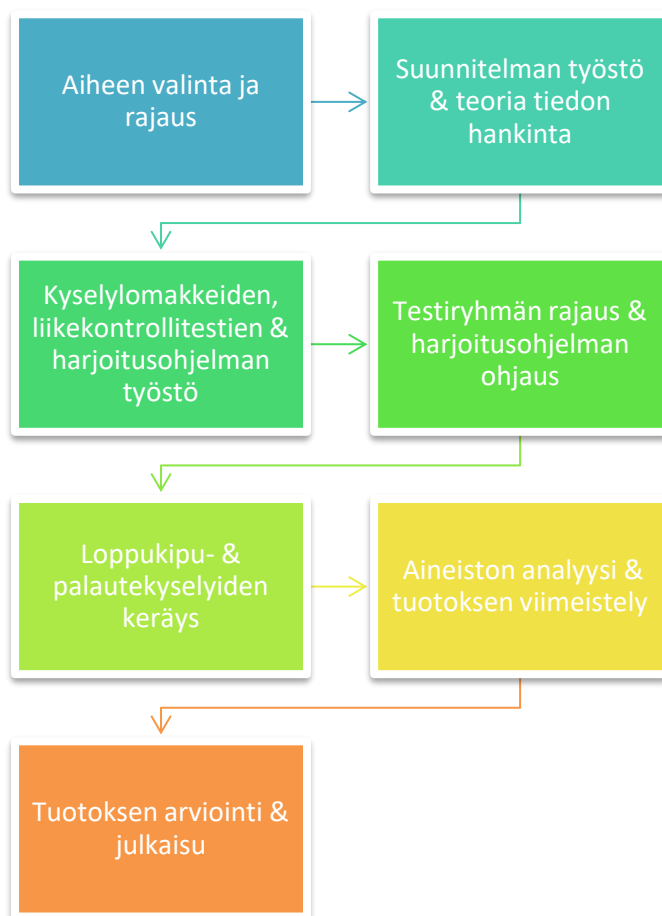 Aiheen valinta ja
rajaus
Suunnitelman työstö
& teoria tiedon
hankinta
Kyselylomakkeiden,
liikekontrollitestien &
harjoitusohjelman
työstö
Testiryhmän rajaus &
harjoitusohjelman
ohjaus
Loppukipu- &
palautekyselyiden
keräys
Aineiston analyysi &
tuotoksen viimeistely
Tuotoksen arviointi &
julkaisu